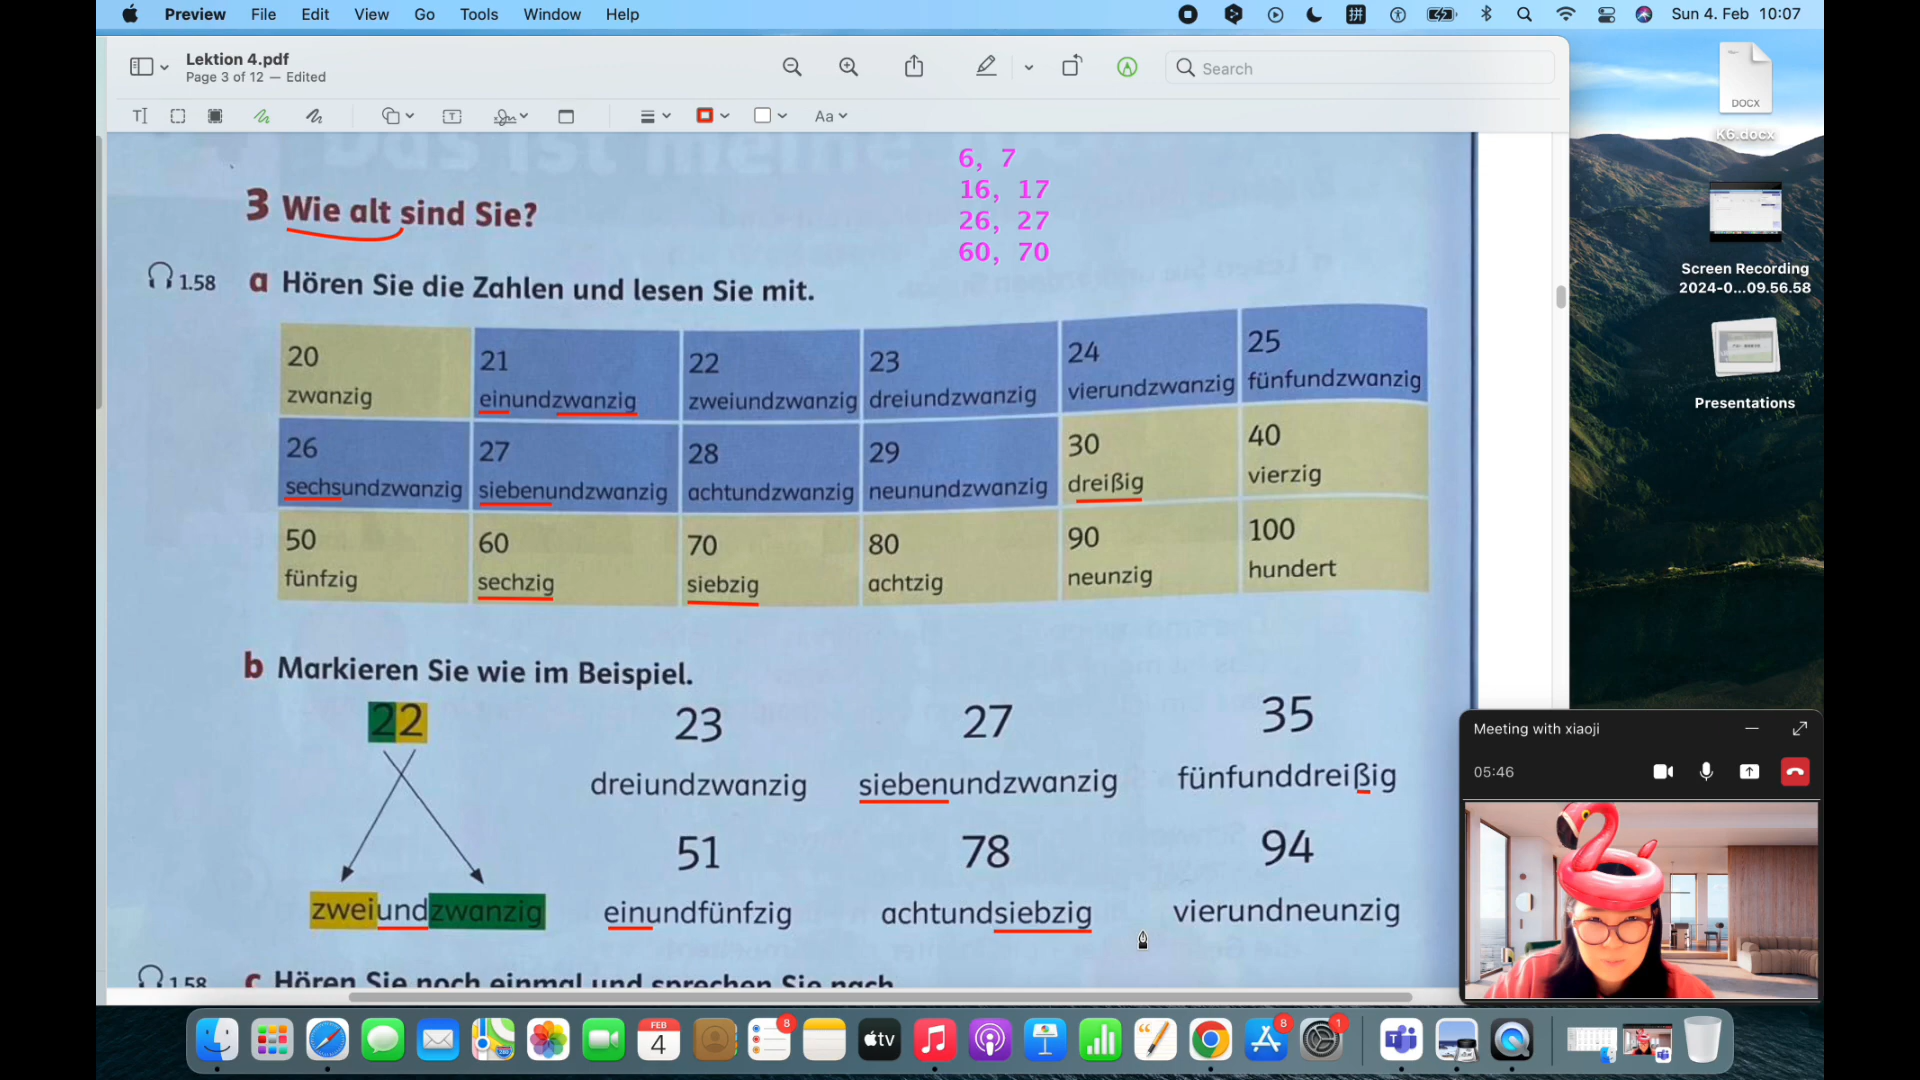 Preview File Edit View Go Tools Window Help
Sun 4. Feb 10:07
Lektion 4.pdf
Page 3 of 12 — Edited
Search
Aa
DOCX
K6.docx
Screen Recording
2024-0...09.56.58
Presentations
6, 7
16, 17
26, 27
60, 70
3 Wie alt sind Sie?
1.58 a Hören Sie die Zahlen und lesen Sie mit.
20 21 22 23 24 25
zwanzig einundzwanzig zweiundzwanzig dreiundzwanzig vierundzwanzig fünfundzwanzig
26 27 28 29 30 40
sechsundzwanzig siebenundzwanzig achtundzwanzig neunundzwanzig dreißig vierzig
50 60 70 80 90 100
fünfzig sechzig siebzig achtzig neunzig hundert
b Markieren Sie wie im Beispiel.
22 23 27 35
dreiundzwanzig siebenundzwanzig fünfunddreißig
51 78 94
zweiundzwanzig einundfünfzig achtundsiebzig vierundneunzig
1.58 c Hören Sie noch einmal und sprechen Sie nach.
Meeting with xiaoji
05:46
FEB
4
8
tv
8
1